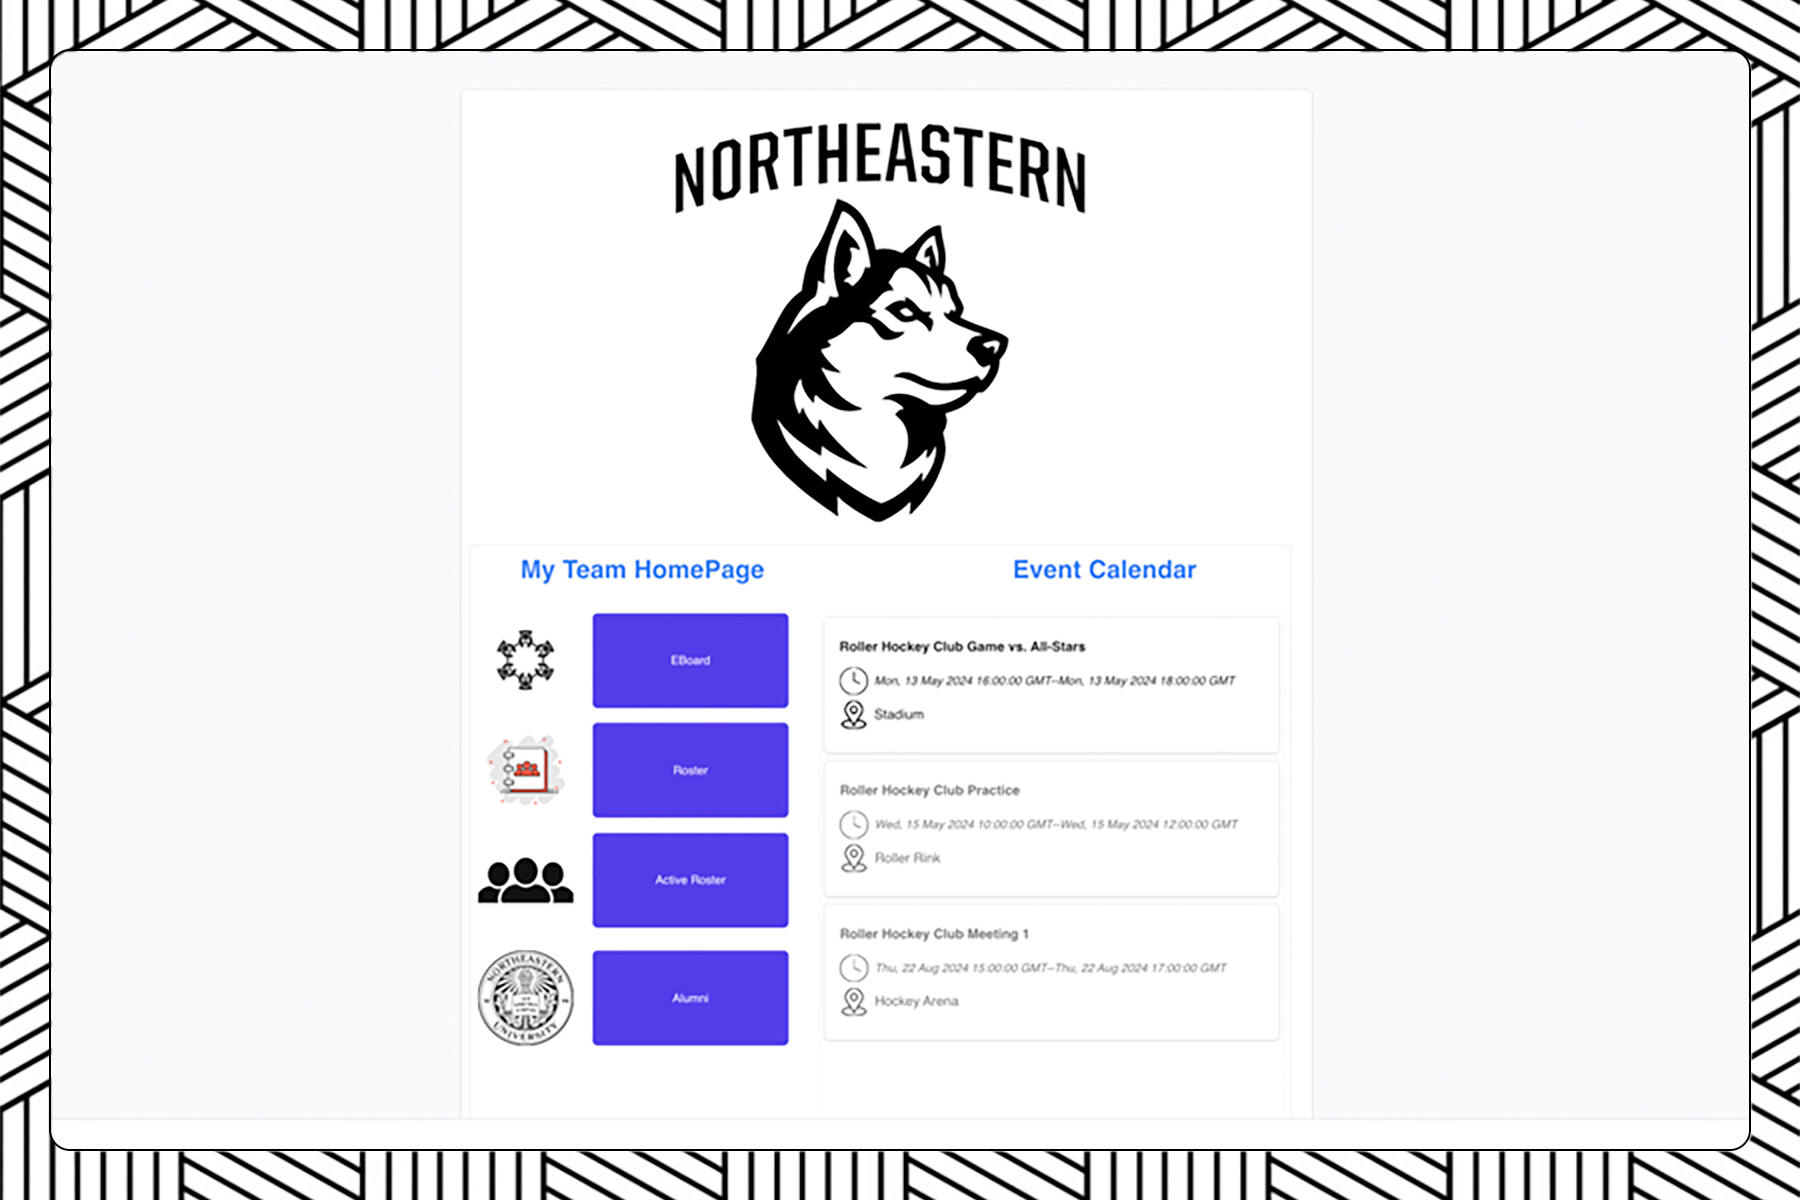 NORTHEASTERN
My Team HomePage
EBoard
Roster
Active Roster
NORTHEASTERN
UNIVERSITY
Alumni
Event Calendar
Roller Hockey Club Game vs. All-Stars
Mon, 13 May 2024 16:00:00 GMT--Mon, 13 May 2024 18:00:00 GMT
Stadium
Roller Hockey Club Practice
Wed, 15 May 2024 10:00:00 GMT--Wed, 15 May 2024 12:00:00 GMT
Roller Rink
Roller Hockey Club Meeting 1
Thu, 22 Aug 2024 15:00:00 GMT--Thu, 22 Aug 2024 17:00:00 GMT
Hockey Arena